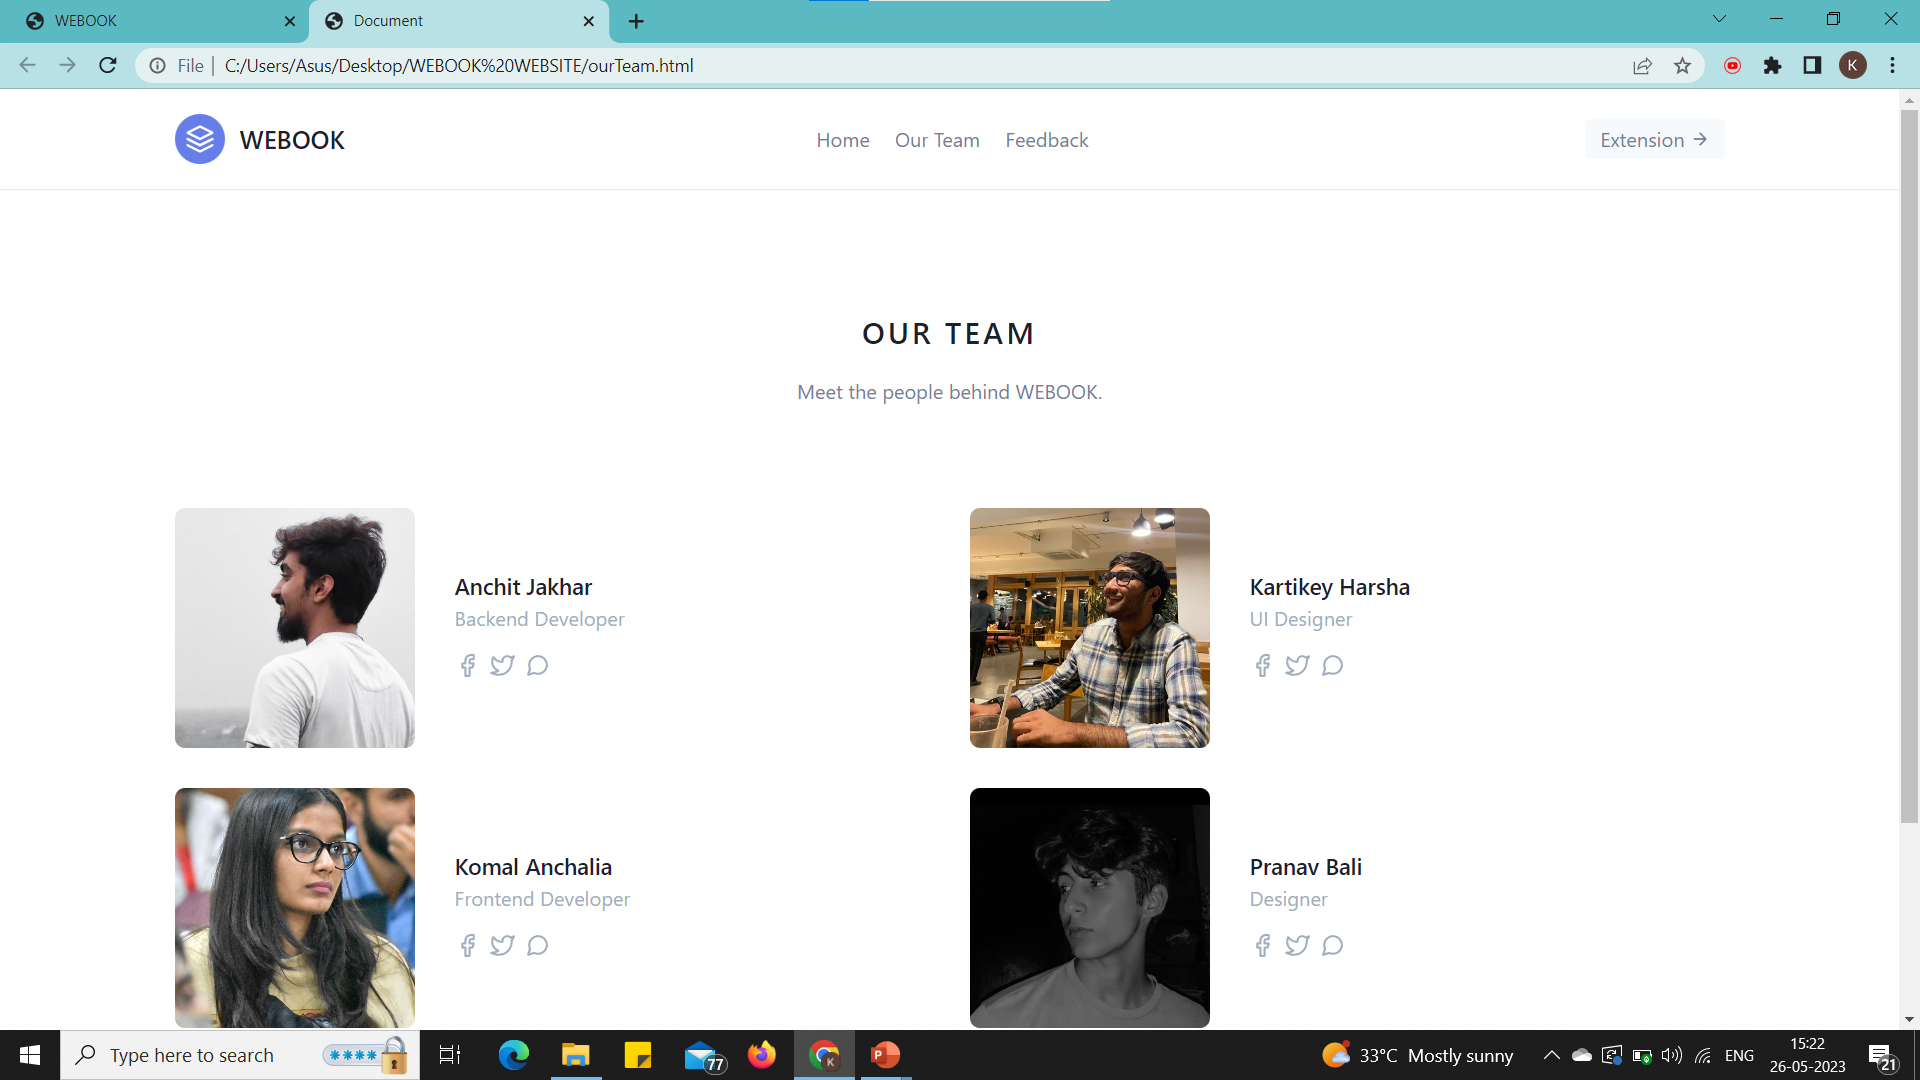 WEBOOK
Document
File
C:/Users/Asus/Desktop/WEBOOK%20WEBSITE/ourTeam.html
K
WEBOOK
Home
Our Team
Feedback
Extension →
OUR TEAM
Meet the people behind WEBOOK.
Anchit Jakhar
Backend Developer
Kartikey Harsha
UI Designer
Komal Anchalia
Frontend Developer
Pranav Bali
Designer
Type here to search
****
77
K
P
33°C Mostly sunny
ENG
15:22
26-05-2023
21